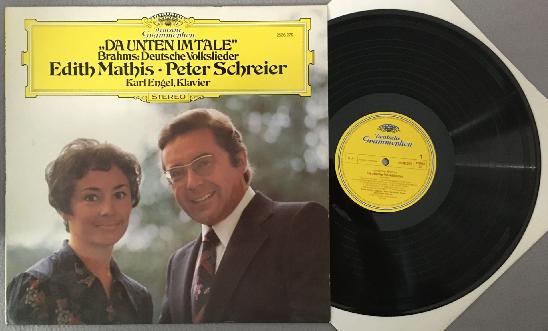 Deutsche
Grammophon
„DA UNTEN IM TALE"
Brahms: Deutsche Volkslieder
Edith Mathis · Peter Schreier
Karl Engel, Klavier
STEREO
Deutsche
Grammophon
1